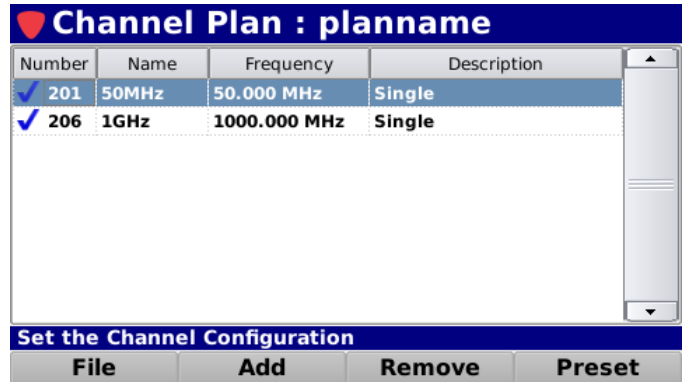 Channel Plan : planname
Number Name Frequency Description
201 50MHz 50.000 MHz Single
206 1GHz 1000.000 MHz Single
Set the Channel Configuration
File Add Remove Preset